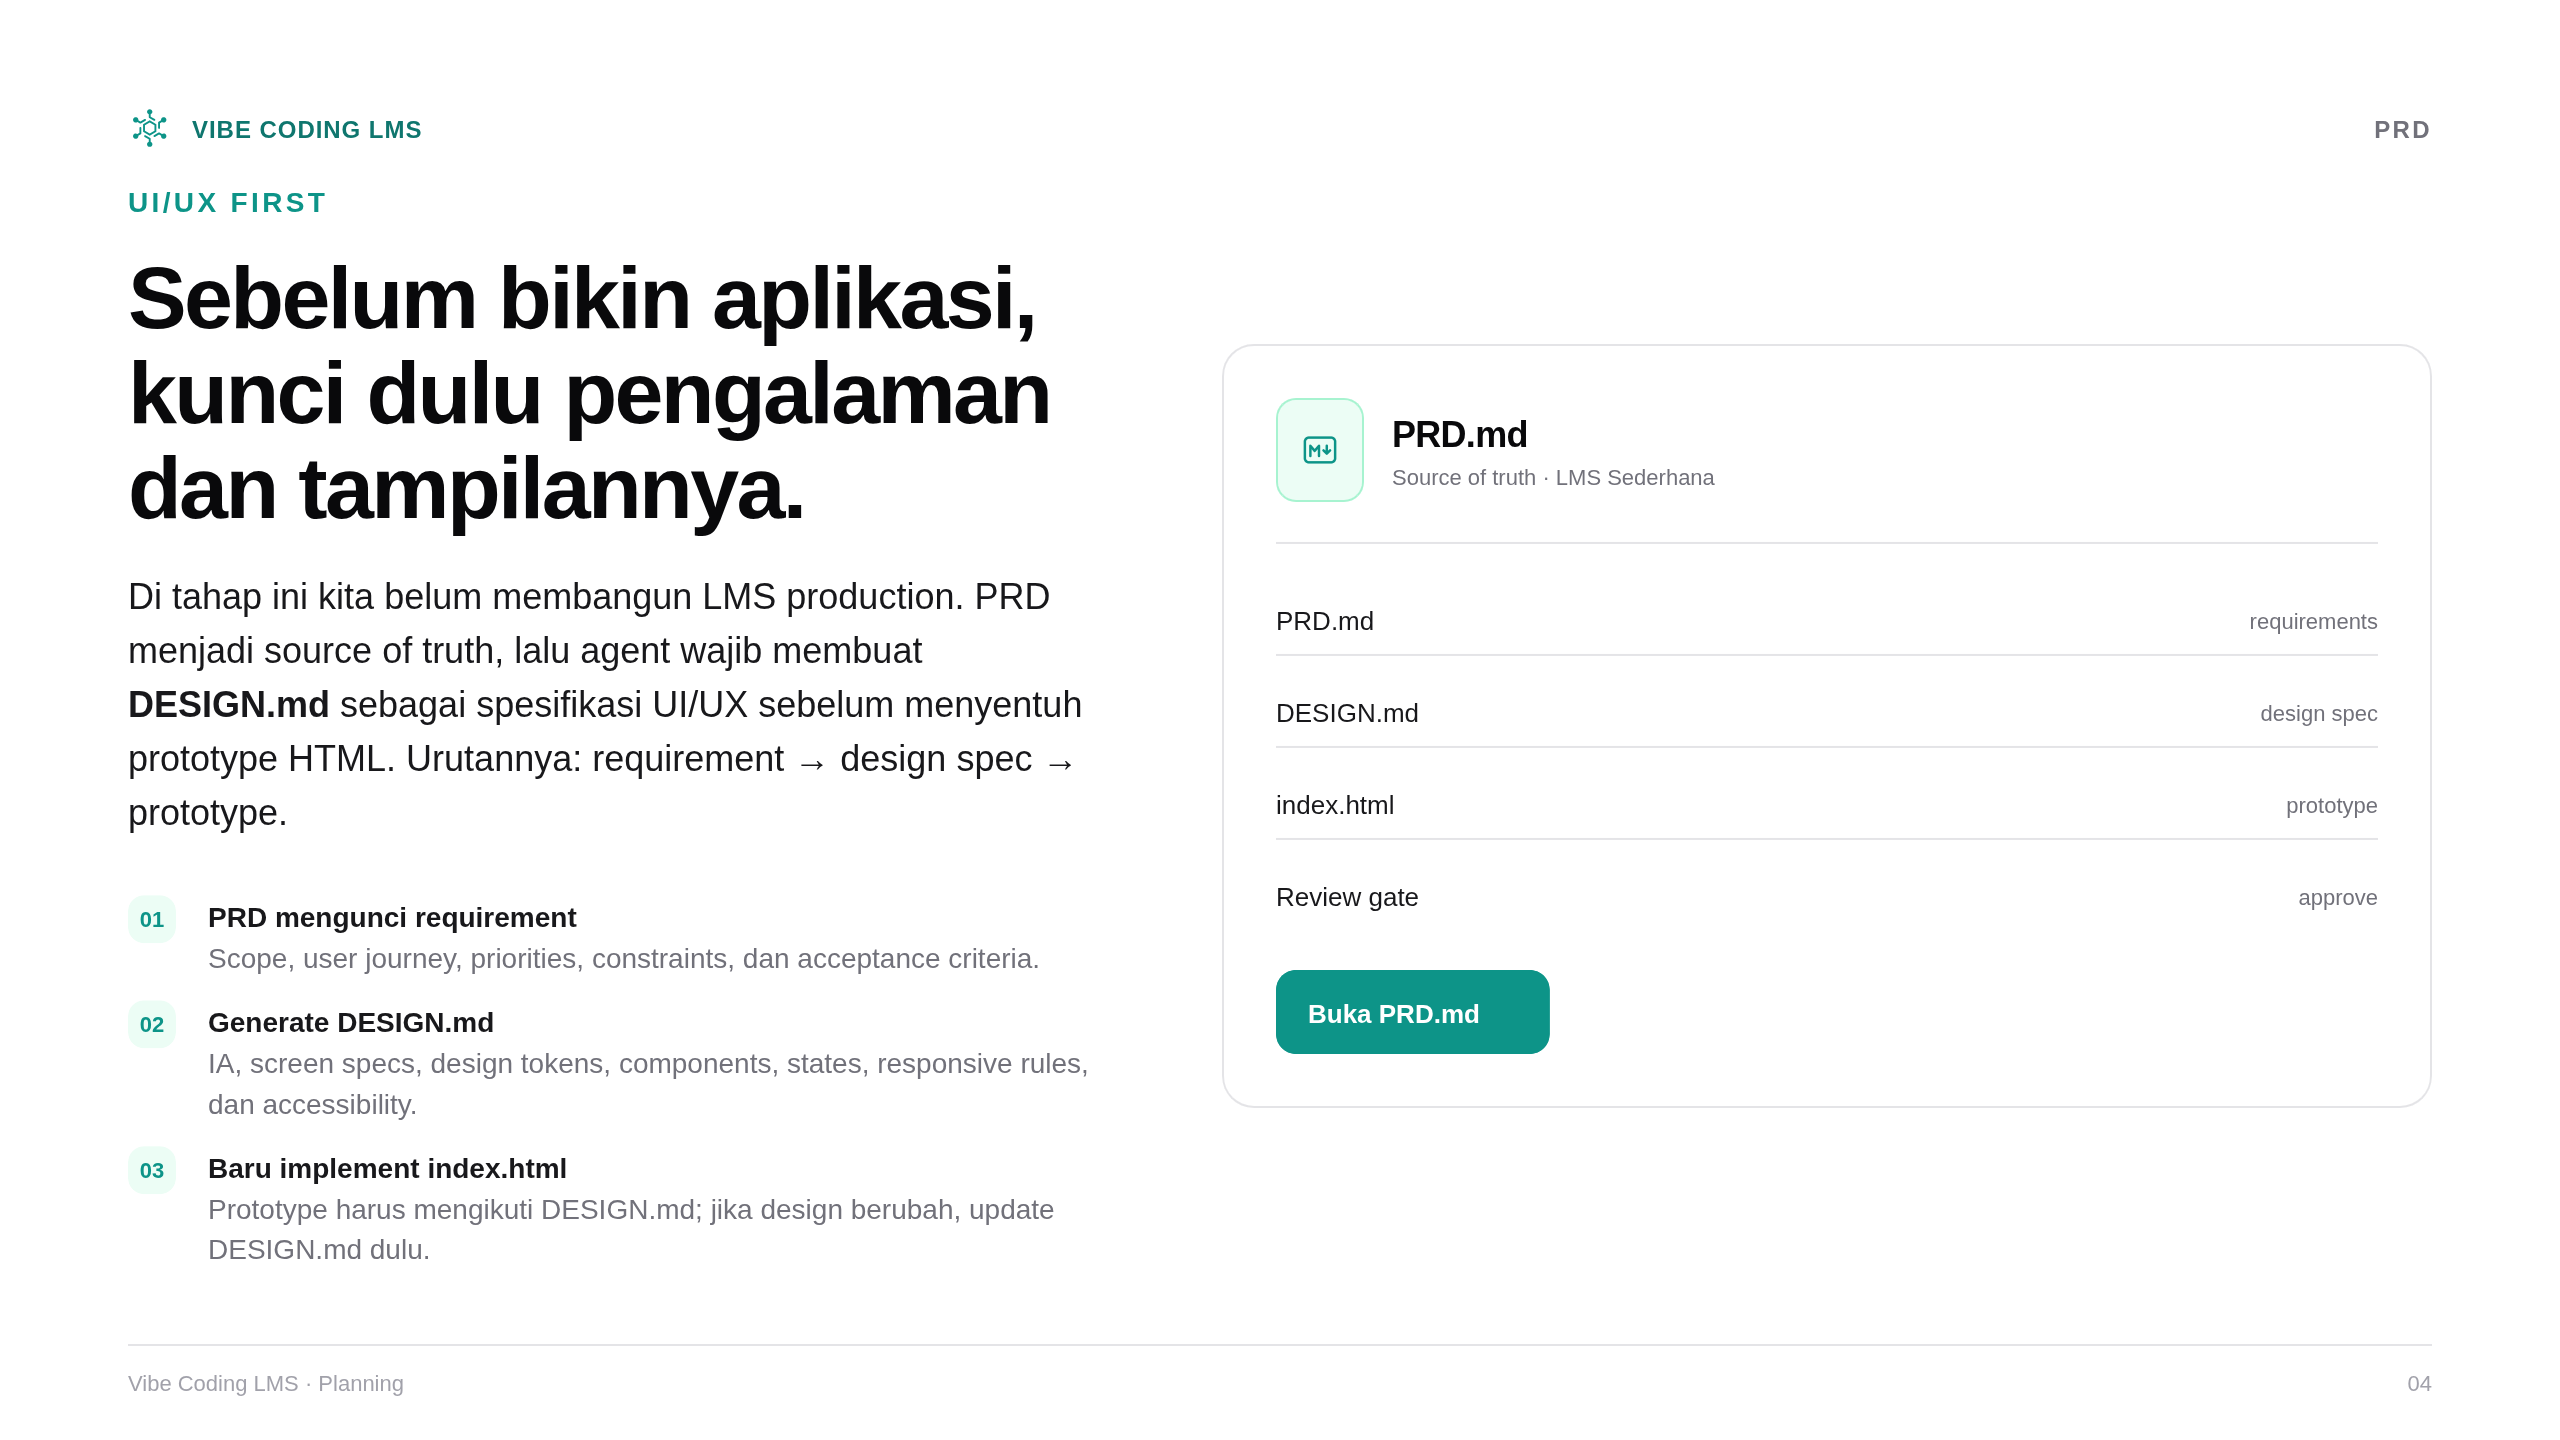 VIBE CODING LMS
PRD
UI/UX FIRST
Sebelum bikin aplikasi,
kunci dulu pengalaman
dan tampilannya.
Di tahap ini kita belum membangun LMS production. PRD
menjadi source of truth, lalu agent wajib membuat
DESIGN.md sebagai spesifikasi UI/UX sebelum menyentuh
prototype HTML. Urutannya: requirement → design spec →
prototype.
01
PRD mengunci requirement
Scope, user journey, priorities, constraints, dan acceptance criteria.
02
Generate DESIGN.md
IA, screen specs, design tokens, components, states, responsive rules,
dan accessibility.
03
Baru implement index.html
Prototype harus mengikuti DESIGN.md; jika design berubah, update
DESIGN.md dulu.
PRD.md
Source of truth · LMS Sederhana
PRD.md requirements
DESIGN.md design spec
index.html prototype
Review gate approve
Buka PRD.md
Vibe Coding LMS · Planning
04